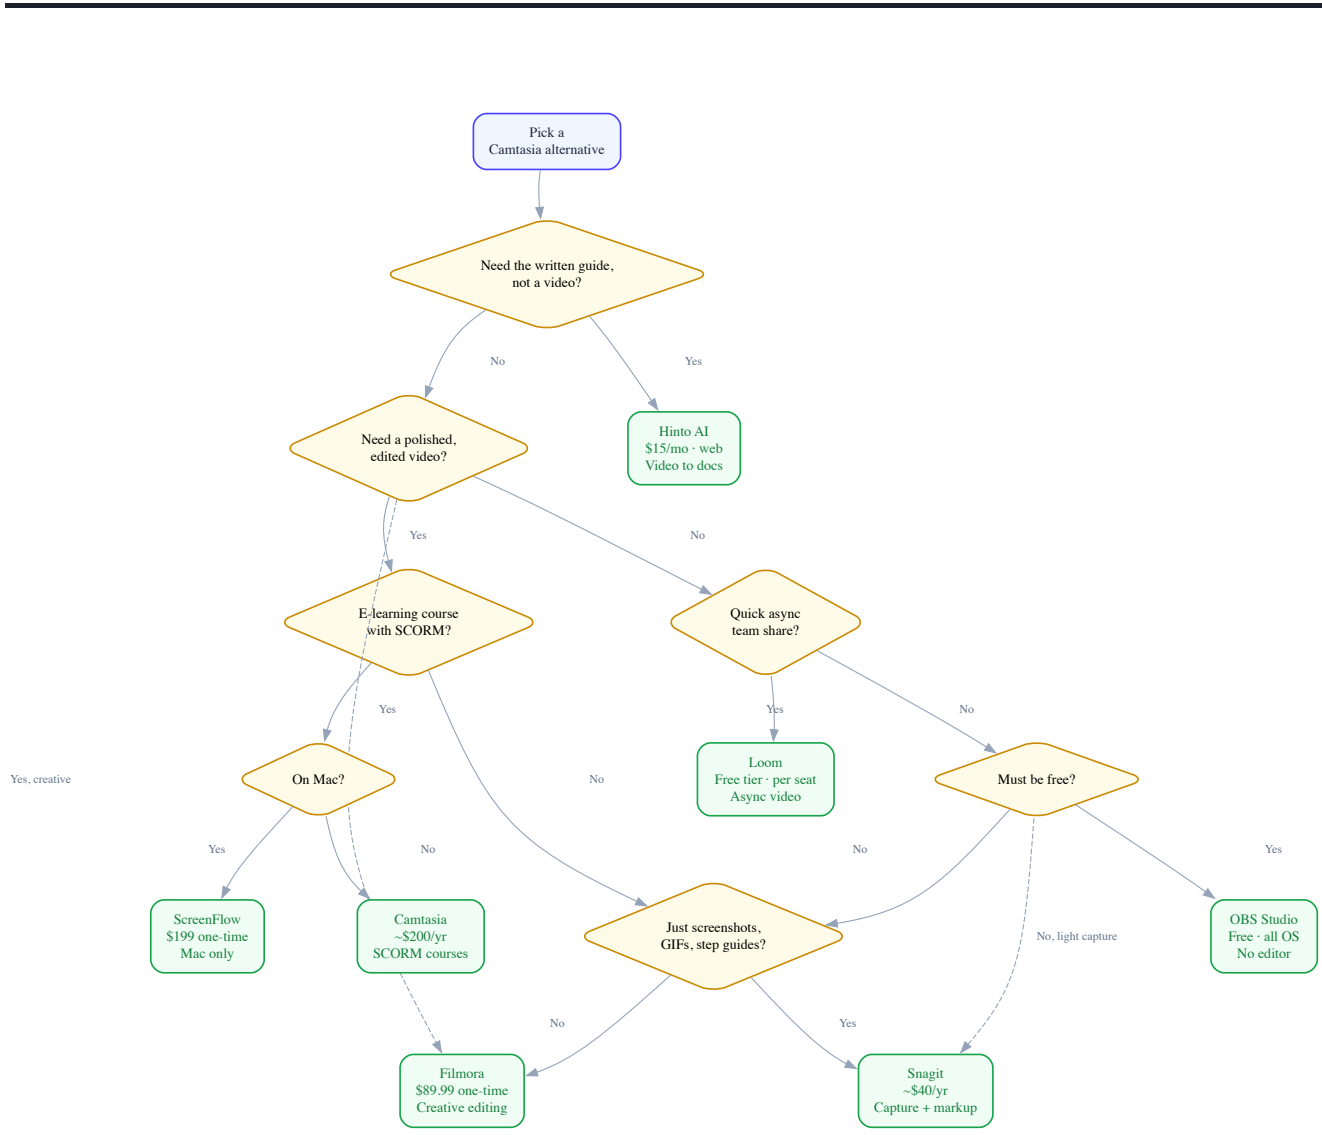 Pick a
Camtasia alternative
Need the written guide,
not a video?
No
Yes
Need a polished,
edited video?
Hinto AI
$15/mo · web
Video to docs
Yes
No
E-learning course
with SCORM?
Quick async
team share?
Yes
Yes
No
Yes, creative
On Mac?
No
Loom
Free tier · per seat
Async video
Must be free?
Yes
No
No
Yes
ScreenFlow
$199 one-time
Mac only
Camtasia
~$200/yr
SCORM courses
Just screenshots,
GIFs, step guides?
No, light capture
OBS Studio
Free · all OS
No editor
No
Yes
Filmora
$89.99 one-time
Creative editing
Snagit
~$40/yr
Capture + markup